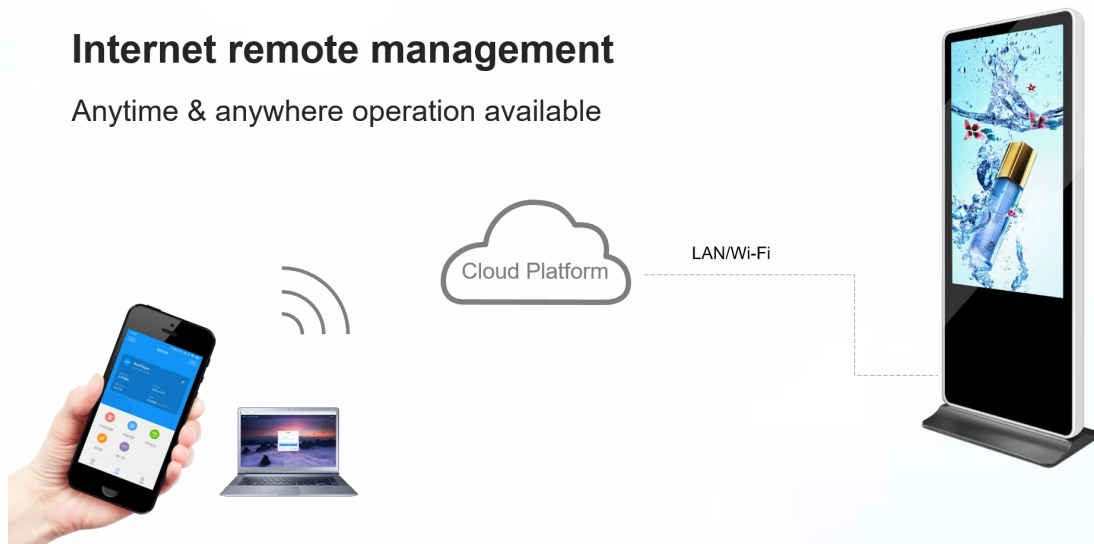 Internet remote management
Anytime & anywhere operation available
LAN/Wi-Fi
Cloud Platform